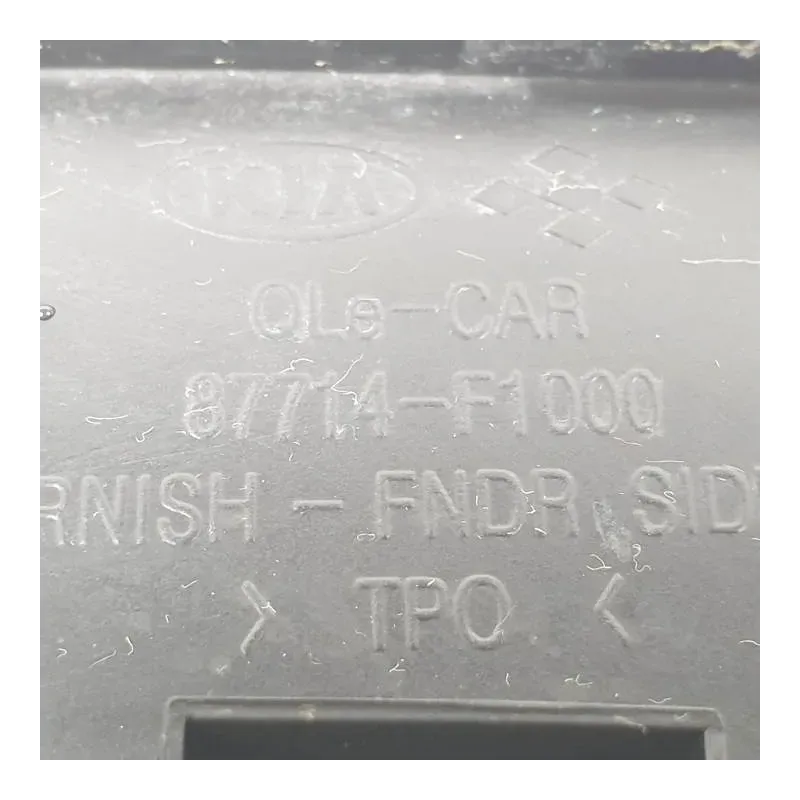 KIA
QLe-CAR
87714-F1000
RNISH - FNDR SID
> TPO <